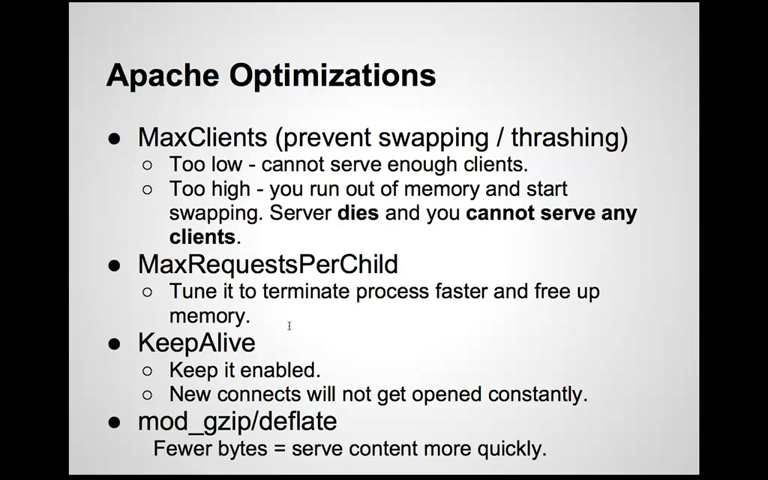 Apache Optimizations
● MaxClients (prevent swapping / thrashing)
○ Too low - cannot serve enough clients.
○ Too high - you run out of memory and start
swapping. Server dies and you cannot serve any
clients.
● MaxRequestsPerChild
○ Tune it to terminate process faster and free up
memory.
● KeepAlive
○ Keep it enabled.
○ New connects will not get opened constantly.
● mod_gzip/deflate
Fewer bytes = serve content more quickly.